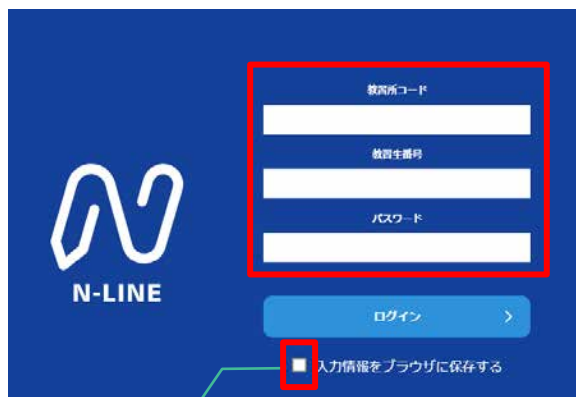 教習所コード
教習生番号
パスワード
N-LINE
ログイン
入力情報をブラウザに保存する